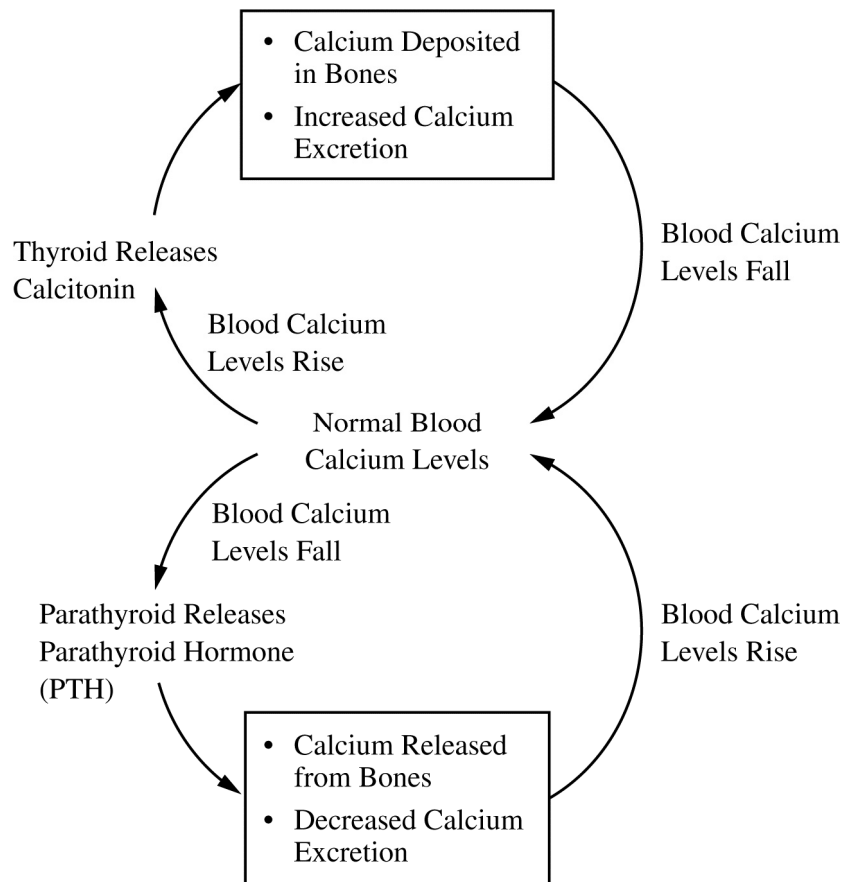 • Calcium Deposited
in Bones
• Increased Calcium
Excretion
Thyroid Releases
Calcitonin
Blood Calcium
Levels Fall
Blood Calcium
Levels Rise
Normal Blood
Calcium Levels
Blood Calcium
Levels Fall
Parathyroid Releases
Parathyroid Hormone
(PTH)
Blood Calcium
Levels Rise
• Calcium Released
from Bones
• Decreased Calcium
Excretion